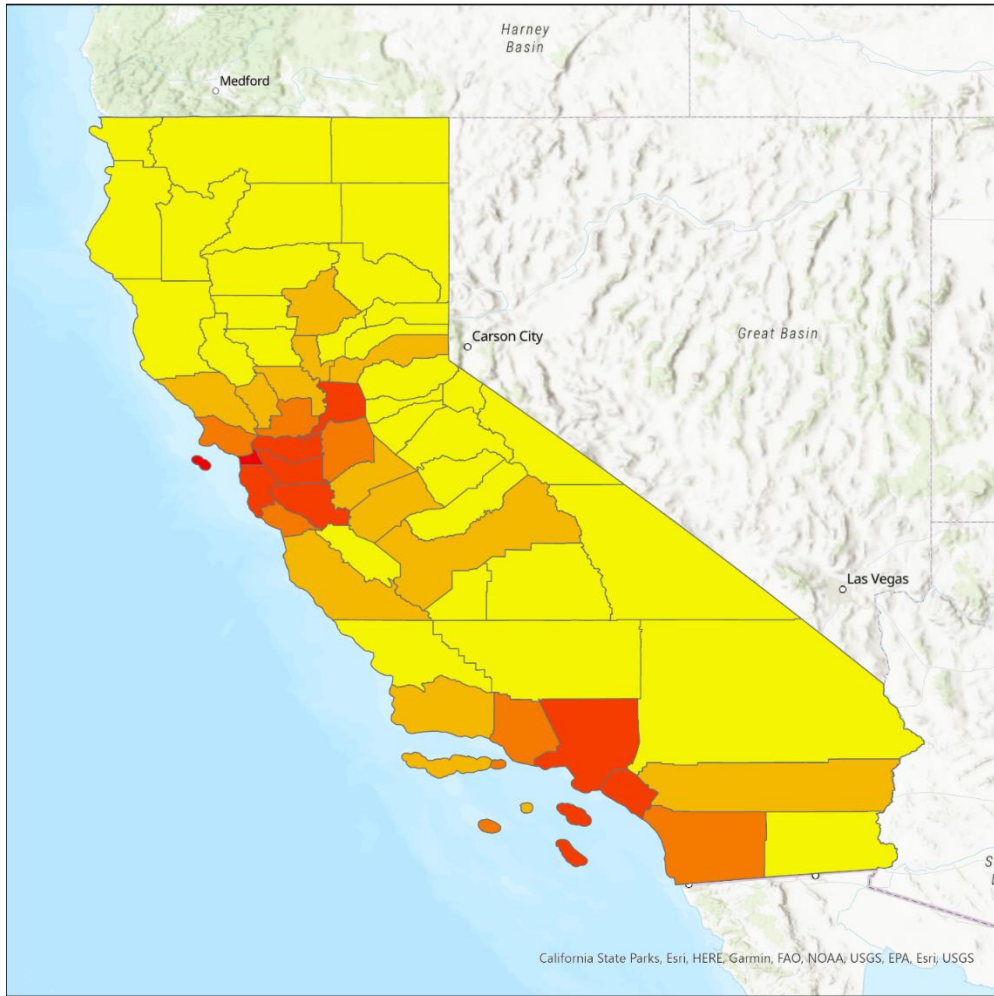 Harney
Basin
Medford
Carson City
Great Basin
Las Vegas
California State Parks, Esri, HERE, Garmin, FAO, NOAA, USGS, EPA, Esri, USGS